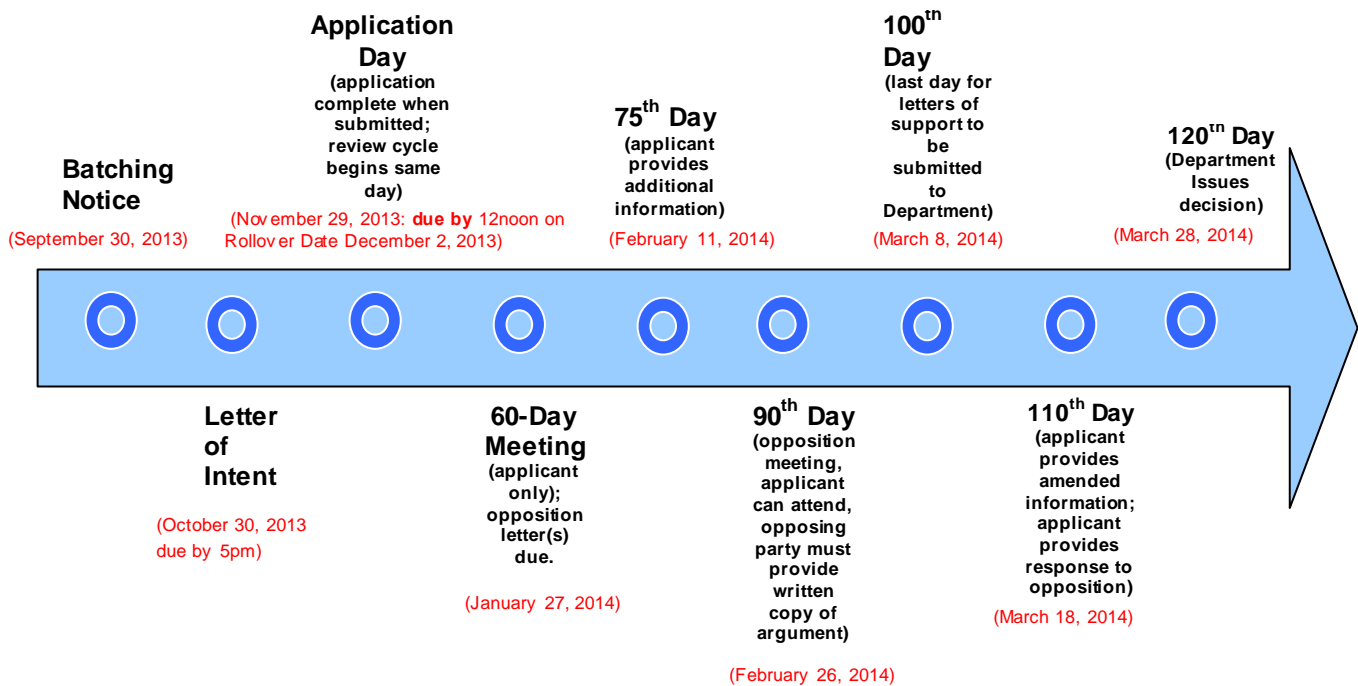 Batching
Notice
(September 30, 2013)
Letter
of
Intent
(October 30, 2013
due by 5pm)
Application
Day
(application
complete when
submitted;
review cycle
begins same
day)
(November 29, 2013: due by 12noon on
Rollover Date December 2, 2013)
60-Day
Meeting
(applicant
only);
opposition
letter(s)
due.
(January 27, 2014)
75th Day
(applicant
provides
additional
information)
(February 11, 2014)
90th Day
(opposition
meeting,
applicant
can attend,
opposing
party must
provide
written
copy of
argument)
(February 26, 2014)
100th
Day
(last day for
letters of
support to
be
submitted
to
Department)
(March 8, 2014)
110th Day
(applicant
provides
amended
information;
applicant
provides
response to
opposition)
(March 18, 2014)
120th Day
(Department
Issues
decision)
(March 28, 2014)